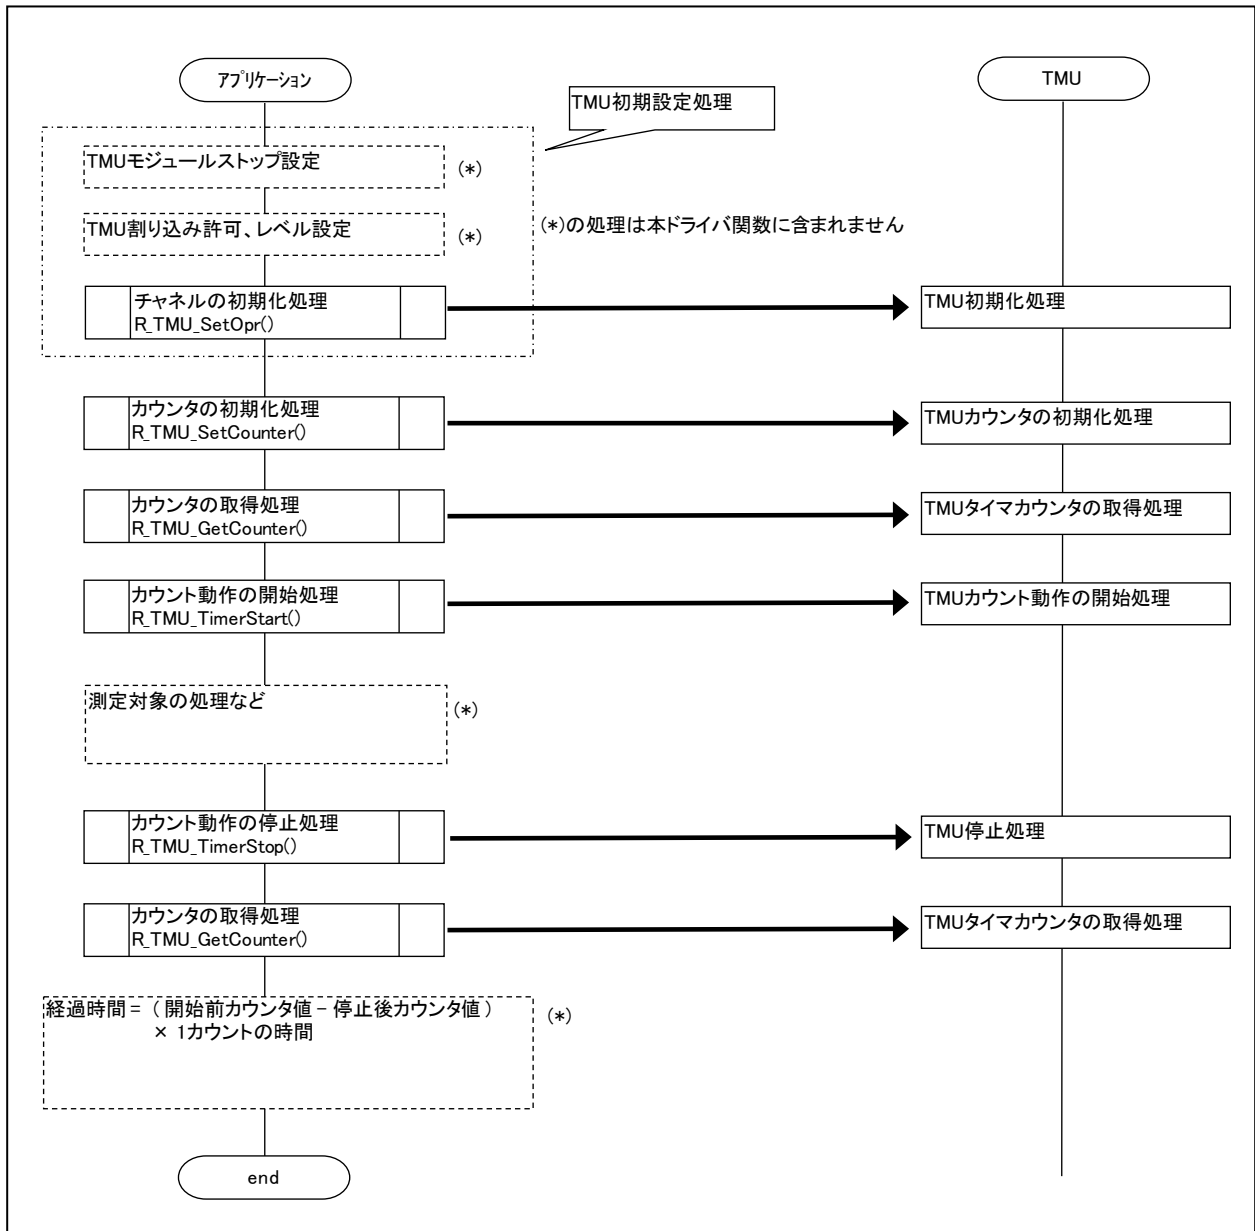 アプリケーション
TMU
TMU初期設定処理
TMUモジュールストップ設定
(*)
TMU割り込み許可、レベル設定
(*)
(*)の処理は本ドライバ関数に含まれません
チャネルの初期化処理
R_TMU_SetOpr()
TMU初期化処理
カウンタの初期化処理
R_TMU_SetCounter()
TMUカウンタの初期化処理
カウンタの取得処理
R_TMU_GetCounter()
TMUタイマカウンタの取得処理
カウント動作の開始処理
R_TMU_TimerStart()
TMUカウント動作の開始処理
測定対象の処理など
(*)
カウント動作の停止処理
R_TMU_TimerStop()
TMU停止処理
カウンタの取得処理
R_TMU_GetCounter()
TMUタイマカウンタの取得処理
経過時間 = ( 開始前カウンタ値 - 停止後カウンタ値 )
× 1カウントの時間
(*)
end